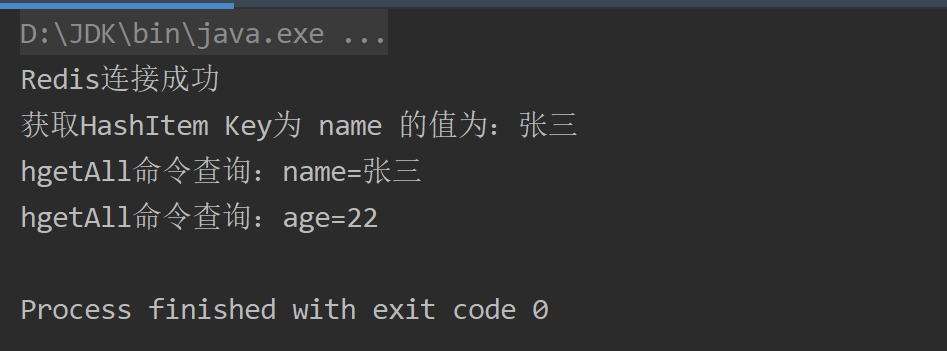 D:\JDK\bin\java.exe ...
Redis连接成功
获取HashItem Key为 name 的值为：张三
hgetAll命令查询：name=张三
hgetAll命令查询：age=22
Process finished with exit code 0